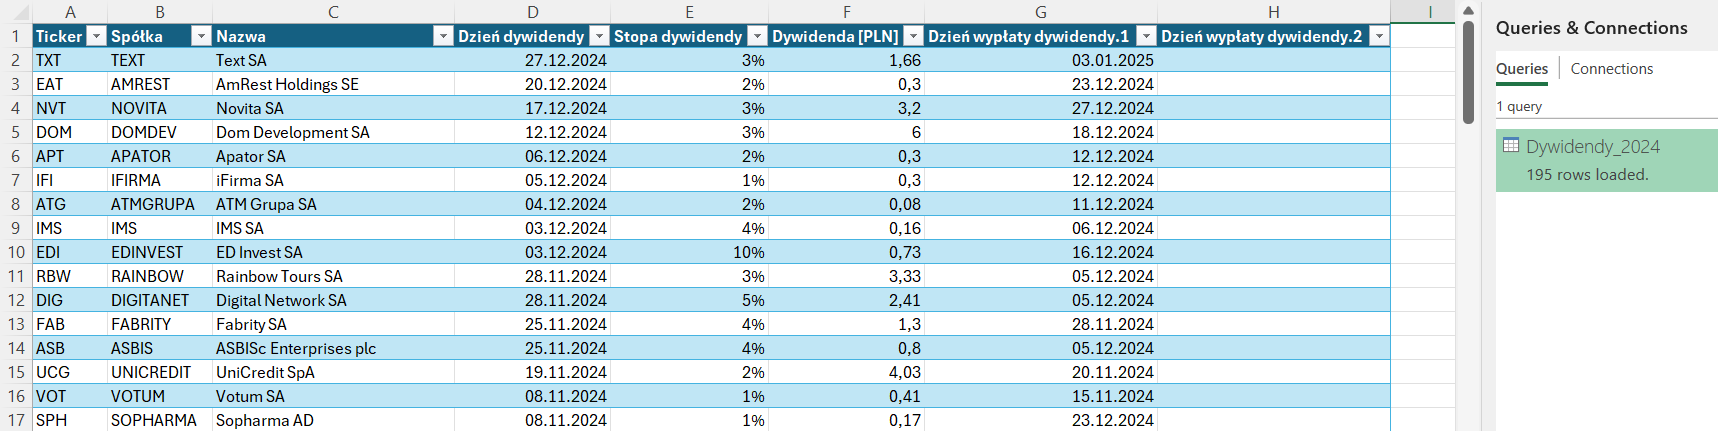 A B C D E F G H I
1 Ticker Spółka Nazwa Dzień dywidendy Stopa dywidendy Dywidenda [PLN] Dzień wypłaty dywidendy.1 Dzień wypłaty dywidendy.2
2 TXT TEXT Text SA 27.12.2024 3% 1,66 03.01.2025
3 EAT AMREST AmRest Holdings SE 20.12.2024 2% 0,3 23.12.2024
4 NVT NOVITA Novita SA 17.12.2024 3% 3,2 27.12.2024
5 DOM DOMDEV Dom Development SA 12.12.2024 3% 6 18.12.2024
6 APT APATOR Apator SA 06.12.2024 2% 0,3 12.12.2024
7 IFI IFIRMA iFirma SA 05.12.2024 1% 0,3 12.12.2024
8 ATG ATMGRUPA ATM Grupa SA 04.12.2024 2% 0,08 11.12.2024
9 IMS IMS IMS SA 03.12.2024 4% 0,16 06.12.2024
10 EDI EDINVEST ED Invest SA 03.12.2024 10% 0,73 16.12.2024
11 RBW RAINBOW Rainbow Tours SA 28.11.2024 3% 3,33 05.12.2024
12 DIG DIGITANET Digital Network SA 28.11.2024 5% 2,41 05.12.2024
13 FAB FABRITY Fabrity SA 25.11.2024 4% 1,3 28.11.2024
14 ASB ASBIS ASBISc Enterprises plc 25.11.2024 4% 0,8 05.12.2024
15 UCG UNICREDIT UniCredit SpA 19.11.2024 2% 4,03 20.11.2024
16 VOT VOTUM Votum SA 08.11.2024 1% 0,41 15.11.2024
17 SPH SOPHARMA Sopharma AD 08.11.2024 1% 0,17 23.12.2024
Queries & Connections
Queries Connections
1 query
Dywidendy_2024
195 rows loaded.